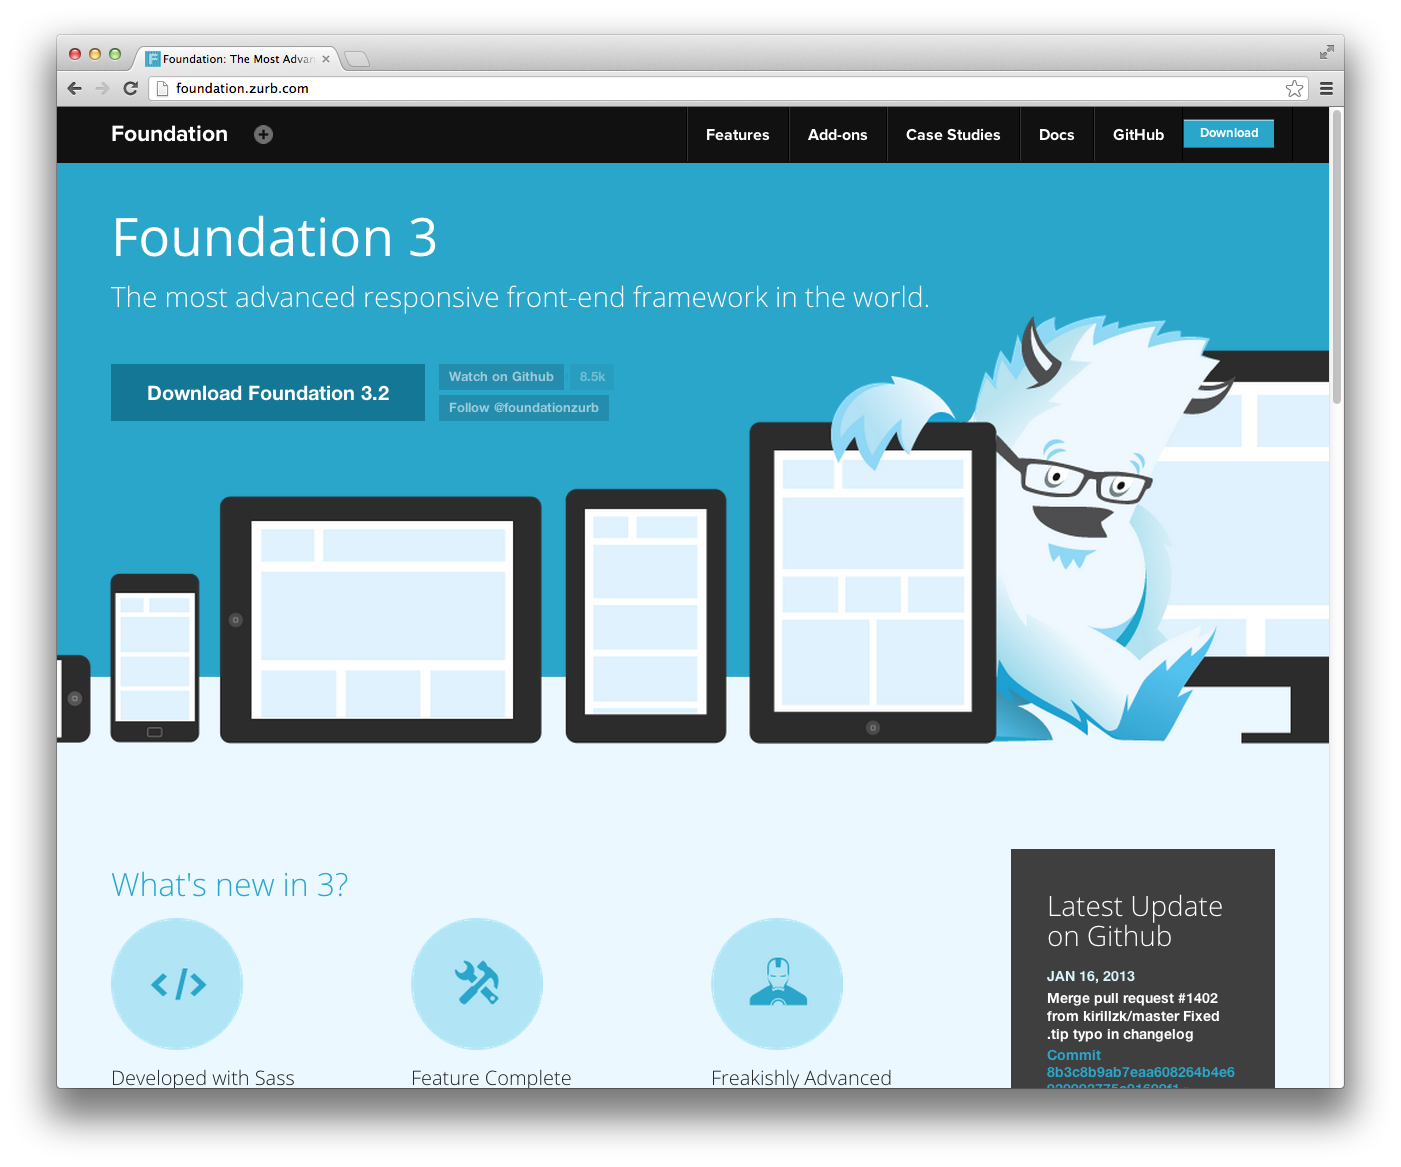 Foundation: The Most Advan
foundation.zurb.com
Foundation
Features
Add-ons
Case Studies
Docs
GitHub
Download
Foundation 3
The most advanced responsive front-end framework in the world.
Download Foundation 3.2
Watch on Github
8.5k
Follow @foundationzurb
What's new in 3?
Developed with Sass
Feature Complete
Freakishly Advanced
Latest Update
on Github
JAN 16, 2013
Merge pull request #1402
from kirillzk/master Fixed
.tip typo in changelog
Commit
8b3c8b9ab7eaa608264b4e6